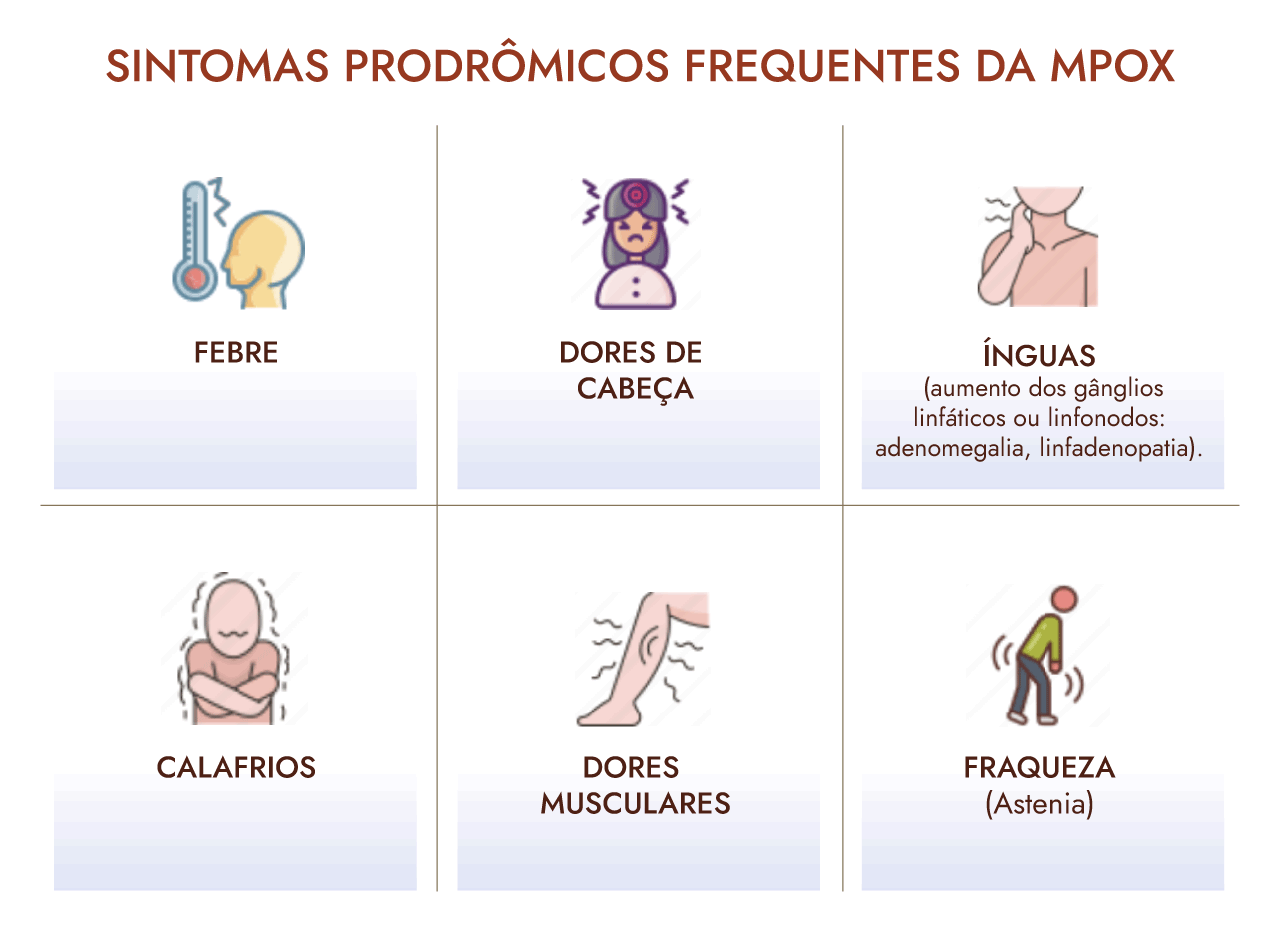 SINTOMAS PRODRÔMICOS FREQUENTES DA MPOX
FEBRE
DORES DE
CABEÇA
ÍNGUAS
(aumento dos gânglios
linfáticos ou linfonodos:
adenomegalia, linfadenopatia).
CALAFRIOS
DORES
MUSCULARES
FRAQUEZA
(Astenia)